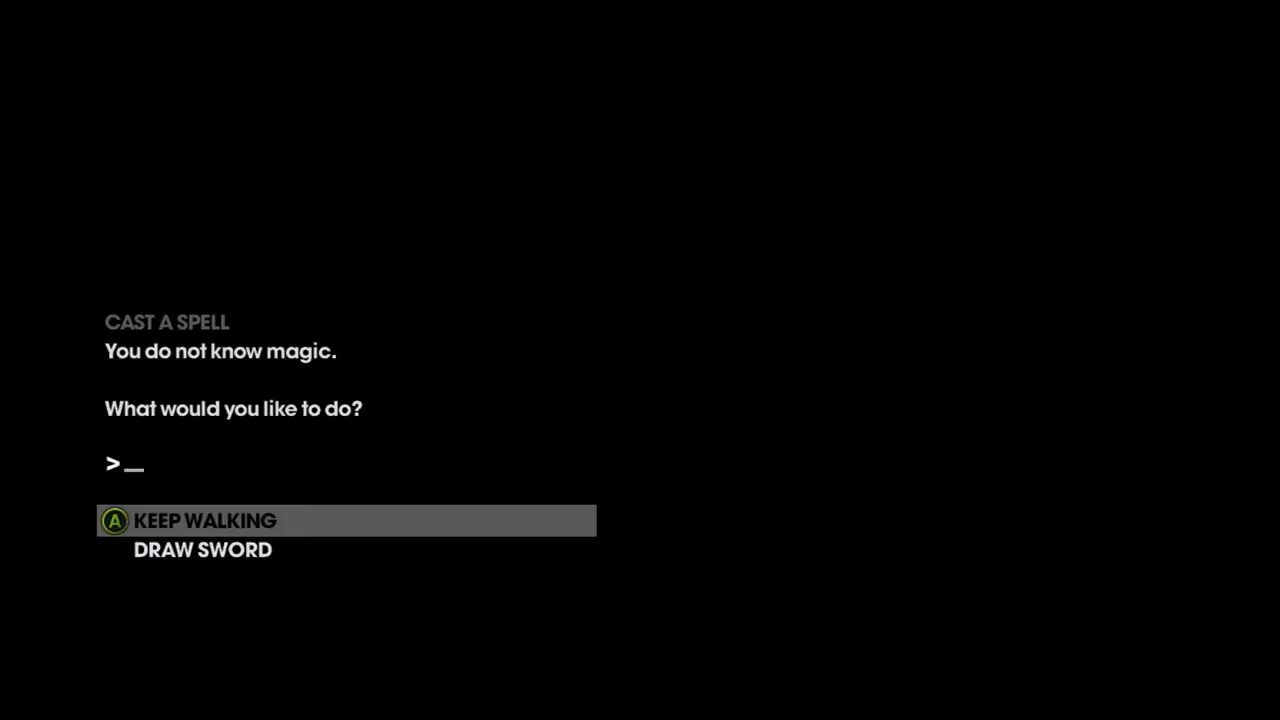 CAST A SPELL
You do not know magic.
What would you like to do?
>_
A KEEP WALKING
DRAW SWORD